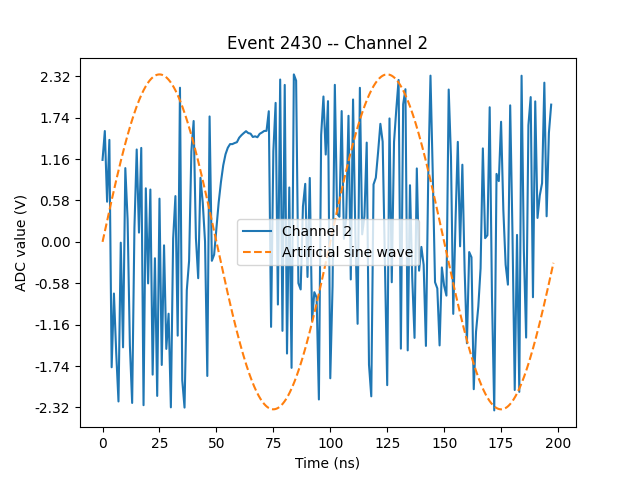 Event 2430 -- Channel 2
ADC value (V)
2.32
1.74
1.16
0.58
0.00
-0.58
-1.16
-1.74
-2.32
Channel 2
Artificial sine wave
0 25 50 75 100 125 150 175 200
Time (ns)